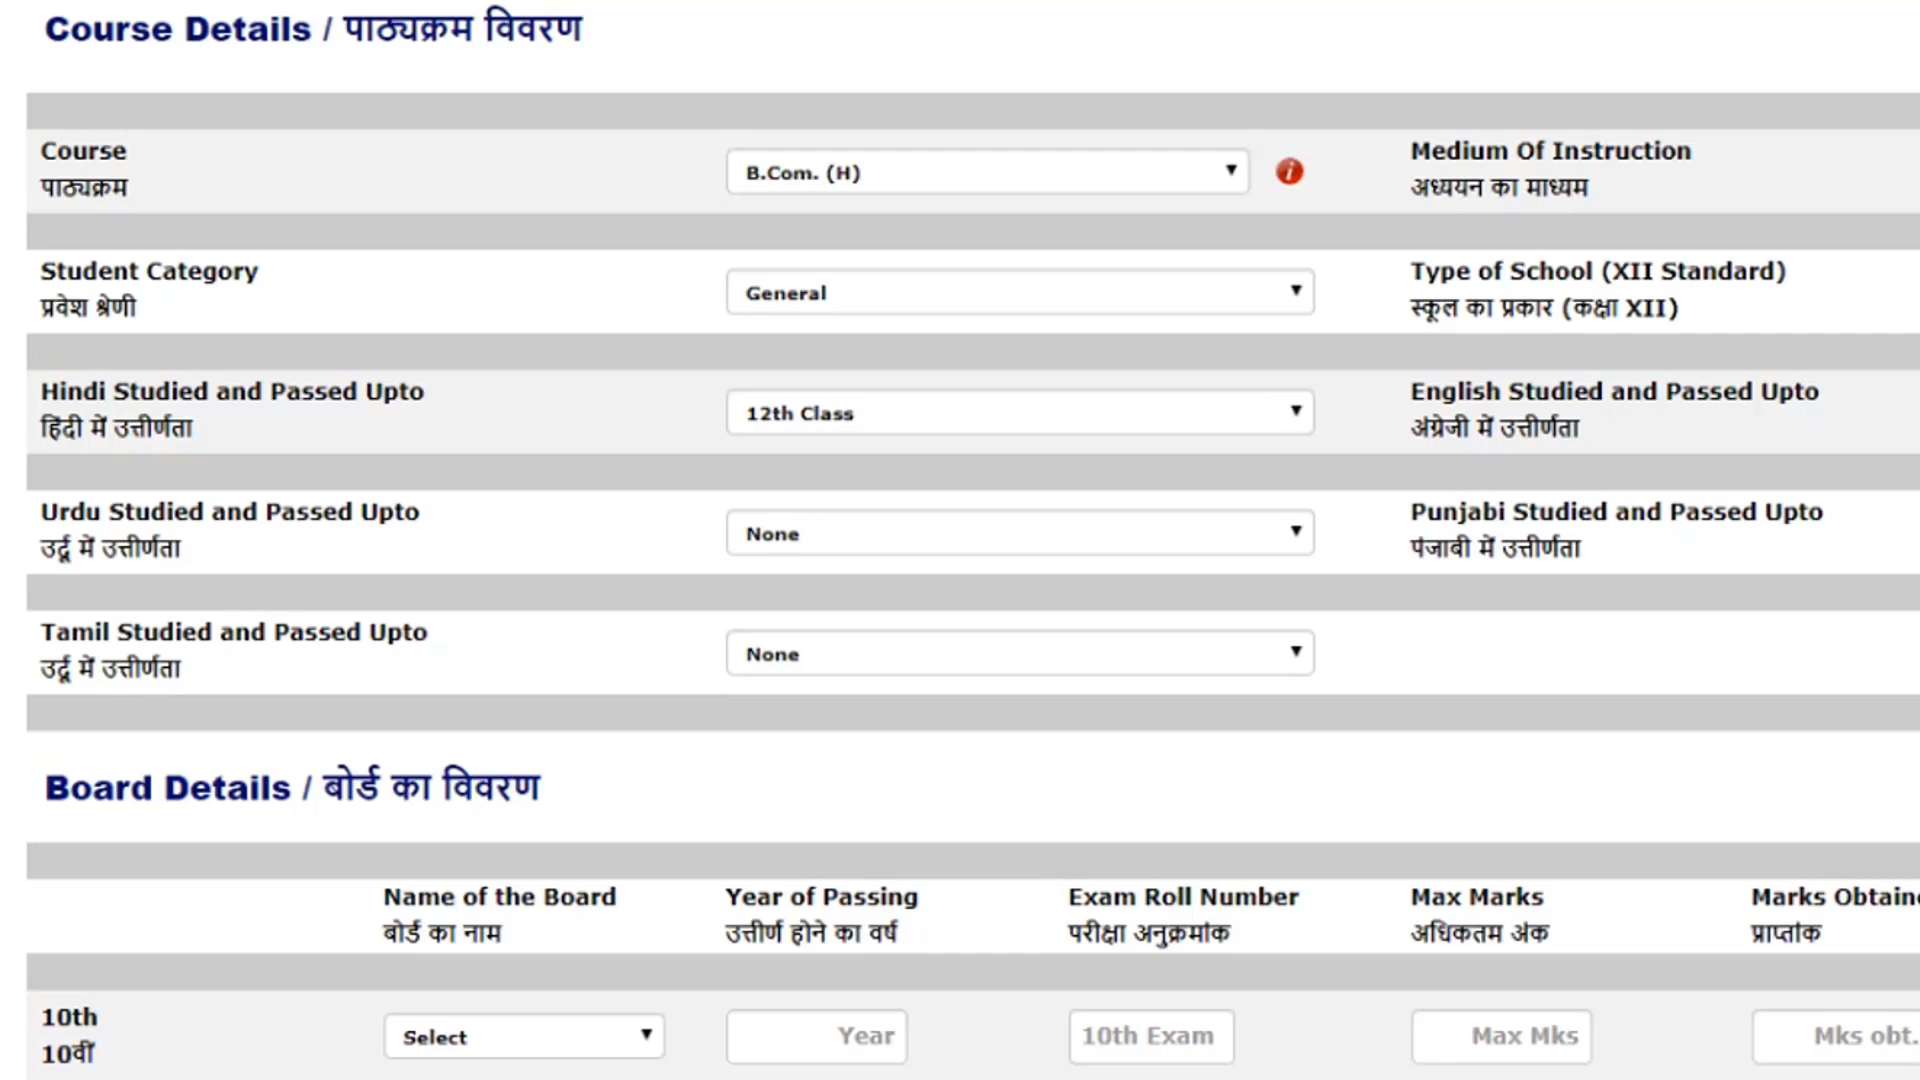 Course Details / पाठ्यक्रम विवरण
Course
पाठ्यक्रम
B.Com. (H)
Medium Of Instruction
अध्ययन का माध्यम
Student Category
प्रवेश श्रेणी
General
Type of School (XII Standard)
स्कूल का प्रकार (कक्षा XII)
Hindi Studied and Passed Upto
हिंदी में उत्तीर्णता
12th Class
English Studied and Passed Upto
अंग्रेजी में उत्तीर्णता
Urdu Studied and Passed Upto
उर्दू में उत्तीर्णता
None
Punjabi Studied and Passed Upto
पंजाबी में उत्तीर्णता
Tamil Studied and Passed Upto
उर्दू में उत्तीर्णता
None
Board Details / बोर्ड का विवरण
Name of the Board
बोर्ड का नाम
Year of Passing
उत्तीर्ण होने का वर्ष
Exam Roll Number
परीक्षा अनुक्रमांक
Max Marks
अधिकतम अंक
Marks Obtaine
प्राप्तांक
10th
10वीं
Select
Year
10th Exam
Max Mks
Mks obt.